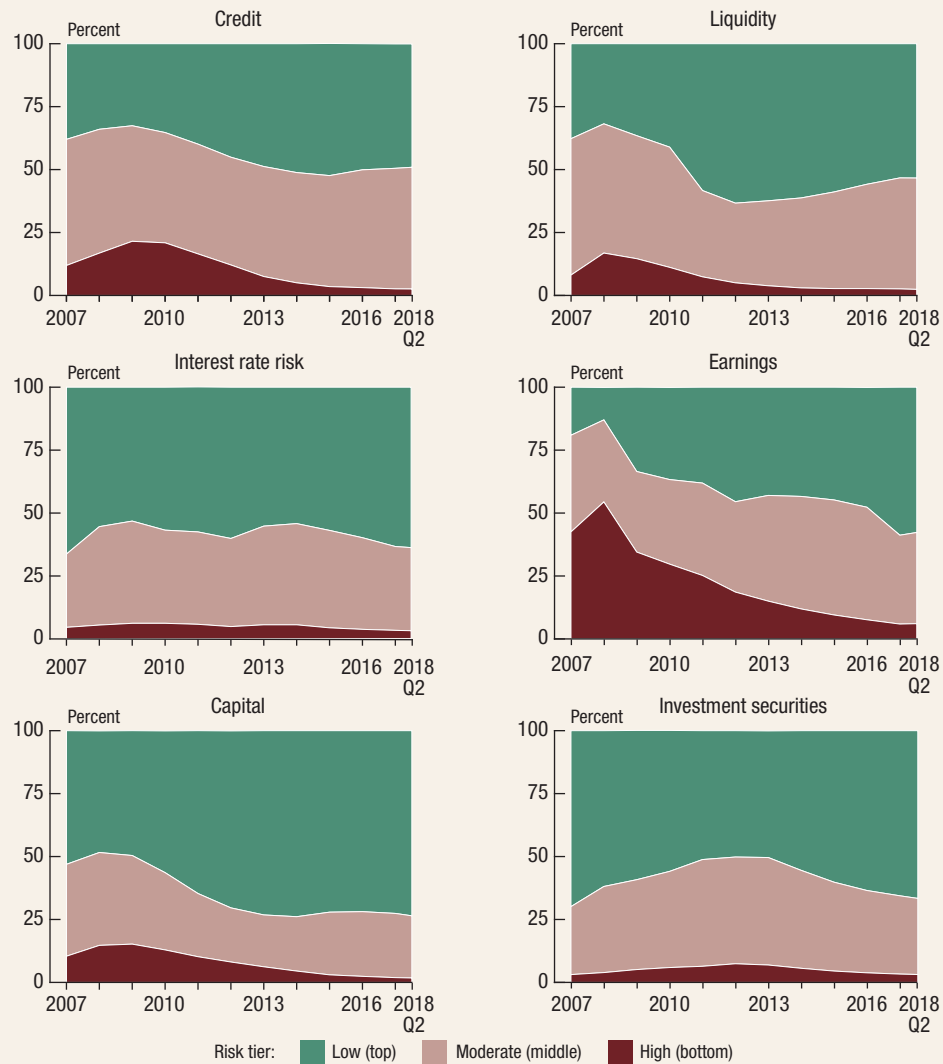 Credit
Percent
100
75
50
25
0
2007 2010 2013 2016 2018
Q2
Liquidity
Percent
100
75
50
25
0
2007 2010 2013 2016 2018
Q2
Interest rate risk
Percent
100
75
50
25
0
2007 2010 2013 2016 2018
Q2
Earnings
Percent
100
75
50
25
0
2007 2010 2013 2016 2018
Q2
Capital
Percent
100
75
50
25
0
2007 2010 2013 2016 2018
Q2
Investment securities
Percent
100
75
50
25
0
2007 2010 2013 2016 2018
Q2
Risk tier: Low (top) Moderate (middle) High (bottom)